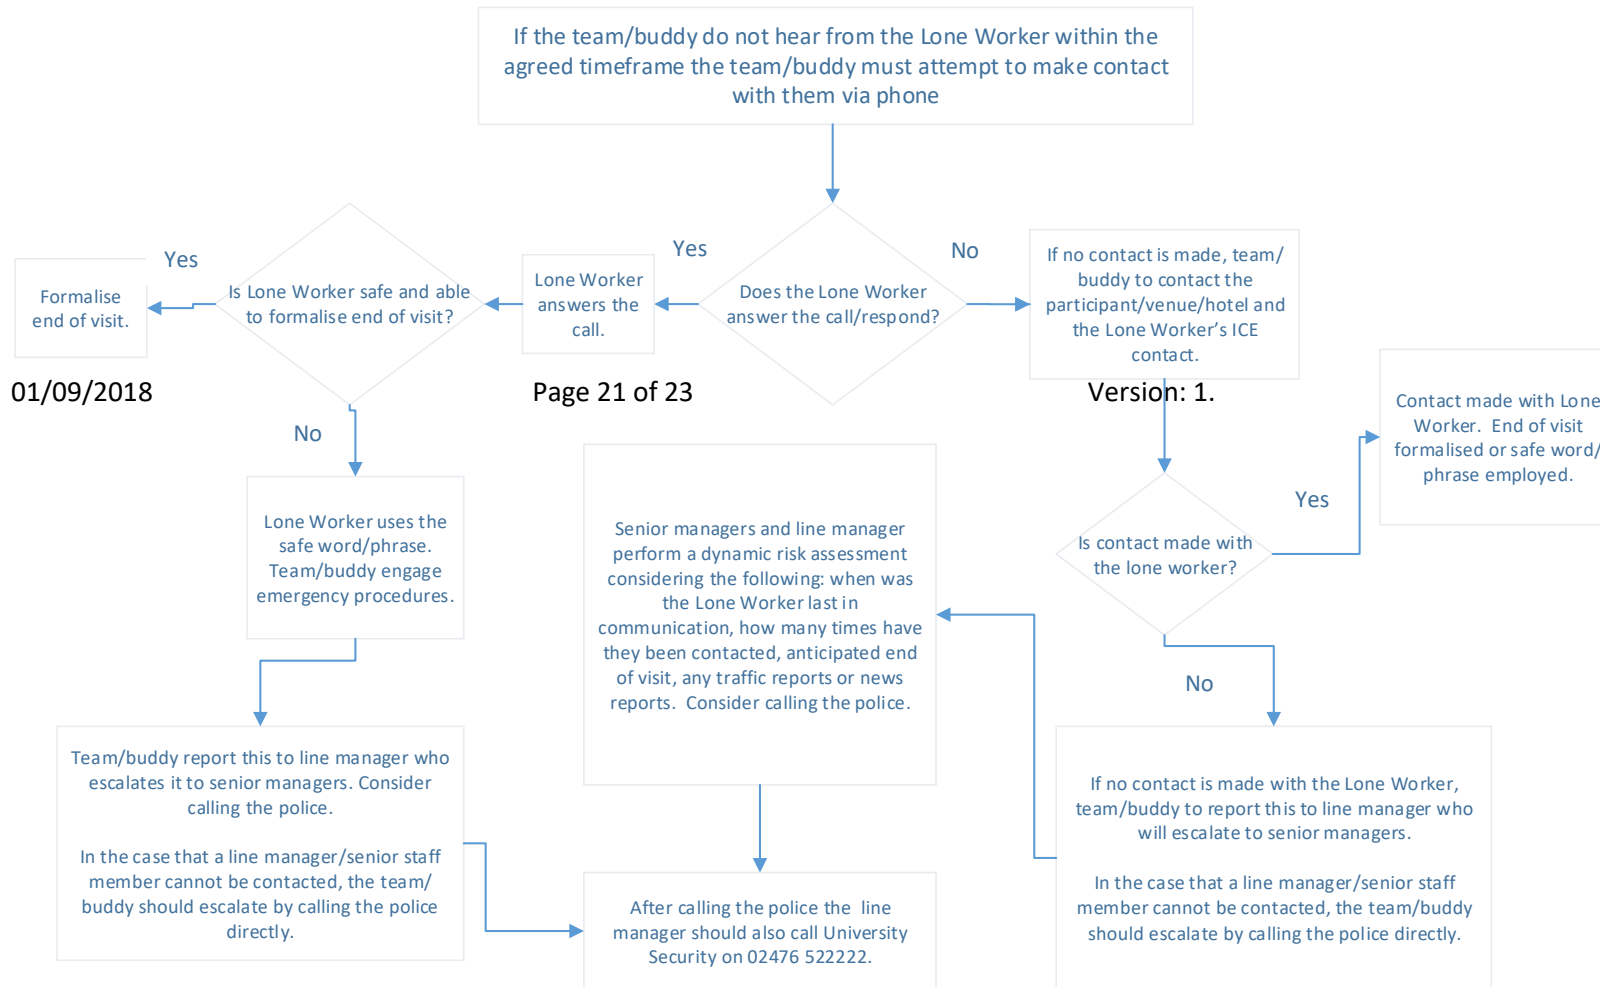 If the team/buddy do not hear from the Lone Worker within the
agreed timeframe the team/buddy must attempt to make contact
with them via phone
Yes
Formalise
end of visit.
Is Lone Worker safe and able
to formalise end of visit?
Yes
Lone Worker
answers the
call.
Does the Lone Worker
answer the call/respond?
No
If no contact is made, team/
buddy to contact the
participant/venue/hotel and
the Lone Worker’s ICE
contact.
01/09/2018
Page 21 of 23
Version: 1.
Contact made with Lone
Worker. End of visit
formalised or safe word/
phrase employed.
No
Lone Worker uses the
safe word/phrase.
Team/buddy engage
emergency procedures.
Senior managers and line manager
perform a dynamic risk assessment
considering the following: when was
the Lone Worker last in
communication, how many times have
they been contacted, anticipated end
of visit, any traffic reports or news
reports. Consider calling the police.
Yes
Is contact made with
the lone worker?
No
Team/buddy report this to line manager who
escalates it to senior managers. Consider
calling the police.
In the case that a line manager/senior staff
member cannot be contacted, the team/
buddy should escalate by calling the police
directly.
After calling the police the line
manager should also call University
Security on 02476 522222.
If no contact is made with the Lone Worker,
team/buddy to report this to line manager who
will escalate to senior managers.
In the case that a line manager/senior staff
member cannot be contacted, the team/buddy
should escalate by calling the police directly.